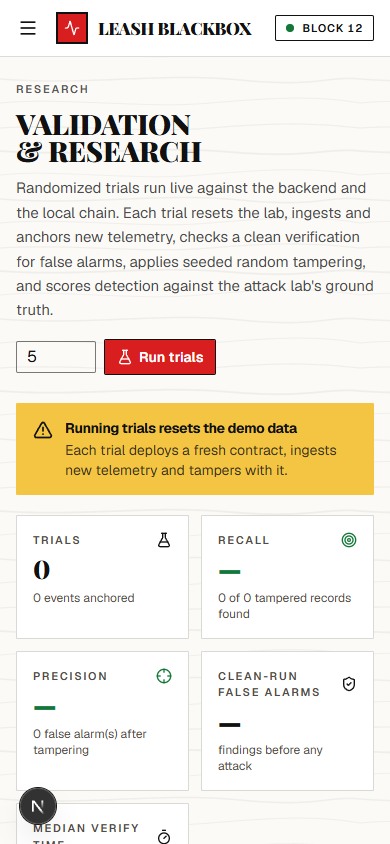 LEASH BLACKBOX
BLOCK 12
RESEARCH
VALIDATION
& RESEARCH
Randomized trials run live against the backend and
the local chain. Each trial resets the lab, ingests and
anchors new telemetry, checks a clean verification
for false alarms, applies seeded random tampering,
and scores detection against the attack lab's ground
truth.
5
Run trials
Running trials resets the demo data
Each trial deploys a fresh contract, ingests
new telemetry and tampers with it.
TRIALS
0
0 events anchored
RECALL
—
0 of 0 tampered records
found
PRECISION
—
0 false alarm(s) after
tampering
CLEAN-RUN
FALSE ALARMS
—
findings before any
attack
N
MEDIAN VERIFY
TIME